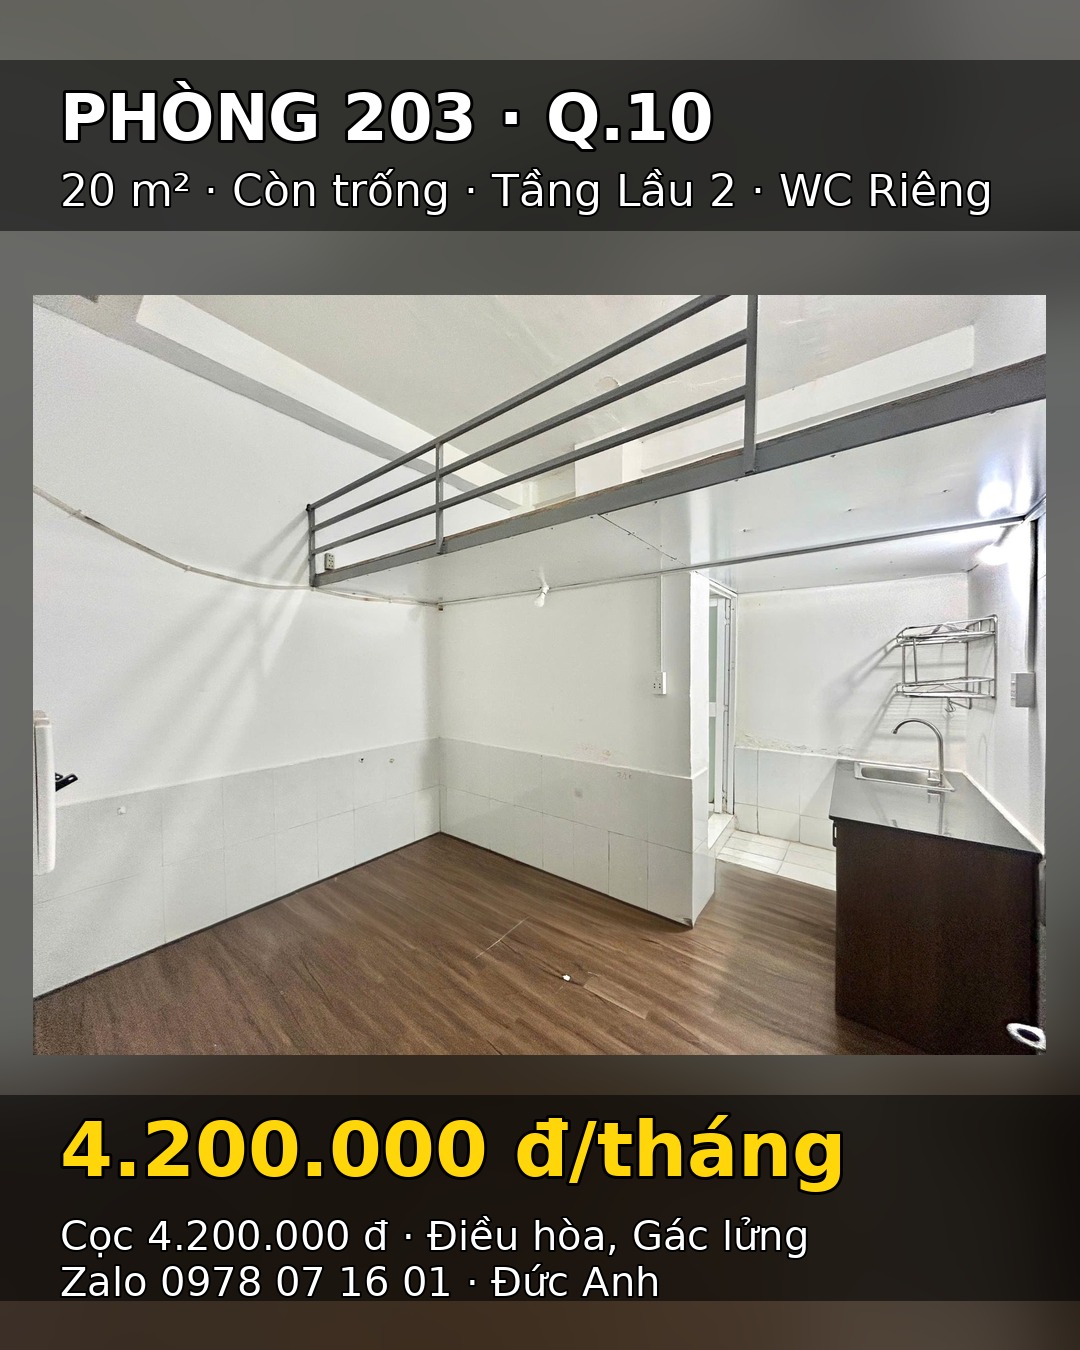 PHÒNG 203 · Q.10
20 m² · Còn trống · Tầng Lầu 2 · WC Riêng
4.200.000 đ/tháng
Cọc 4.200.000 đ · Điều hòa, Gác lửng
Zalo 0978 07 16 01 · Đức Anh